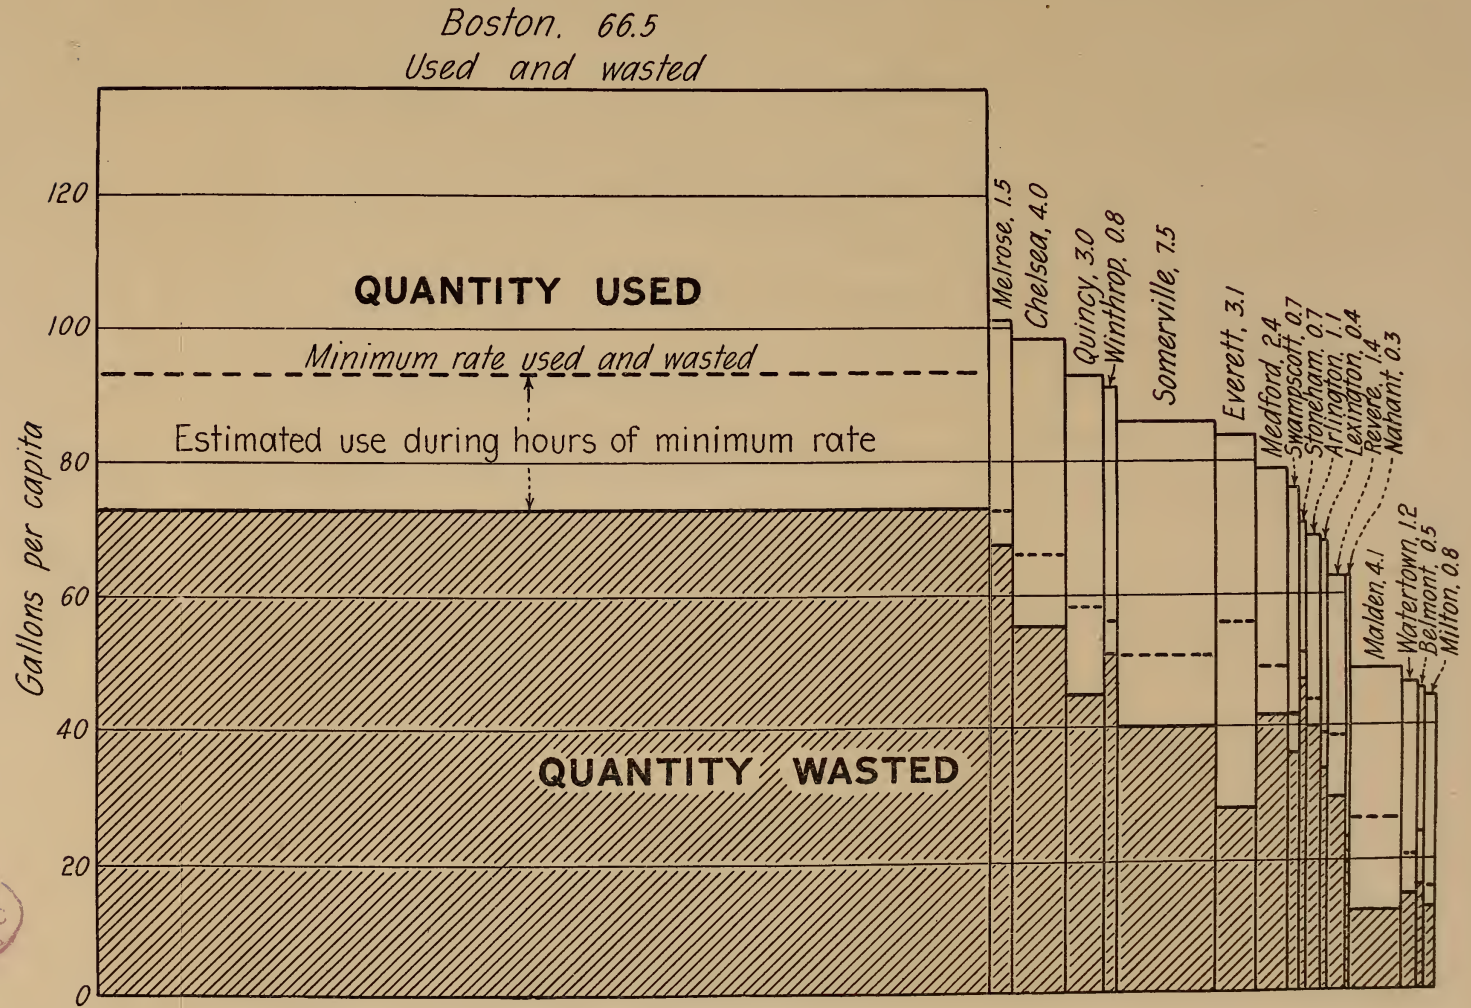 Boston, 66.5
Used and wasted
120
100
80
60
40
20
0
Gallons per capita
QUANTITY USED
Minimum rate used and wasted
Estimated use during hours of minimum rate
QUANTITY WASTED
Melrose, 1.5
Chelsea, 4.0
Quincy, 3.0
Winthrop, 0.8
Somerville, 7.5
Everett, 3.1
Medford, 2.4
Swampscott, 0.7
Stoneham, 0.7
Arlington, 1.1
Lexington, 0.4
Revere, 1.4
Nahant, 0.3
Malden, 4.1
Watertown, 1.2
Belmont, 0.5
Milton, 0.8